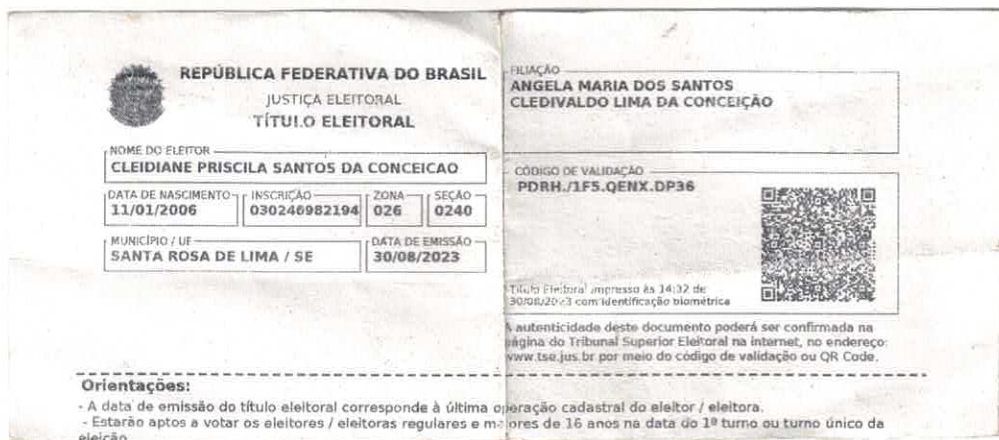 REPÚBLICA FEDERATIVA DO BRASIL
JUSTIÇA ELEITORAL
TÍTULO ELEITORAL
NOME DO ELEITOR
CLEIDIANE PRISCILA SANTOS DA CONCEICAO
DATA DE NASCIMENTO INSCRIÇÃO ZONA SEÇÃO
11/01/2006 030246982194 026 0240
MUNICÍPIO / UF DATA DE EMISSÃO
SANTA ROSA DE LIMA / SE 30/08/2023
FILIAÇÃO
ANGELA MARIA DOS SANTOS
CLEDIVALDO LIMA DA CONCEIÇÃO
CÓDIGO DE VALIDAÇÃO
PDRH./1F5.QENX.DP36
Título Eleitoral impresso às 14:32 de
30/08/2023 com identificação biométrica
A autenticidade deste documento poderá ser confirmada na
página do Tribunal Superior Eleitoral na internet, no endereço:
www.tse.jus.br por meio do código de validação ou QR Code.
Orientações:
- A data de emissão do título eleitoral corresponde à última operação cadastral do eleitor / eleitora.
- Estarão aptos a votar os eleitores / eleitoras regulares e maiores de 16 anos na data do 1º turno ou turno único da
eleição